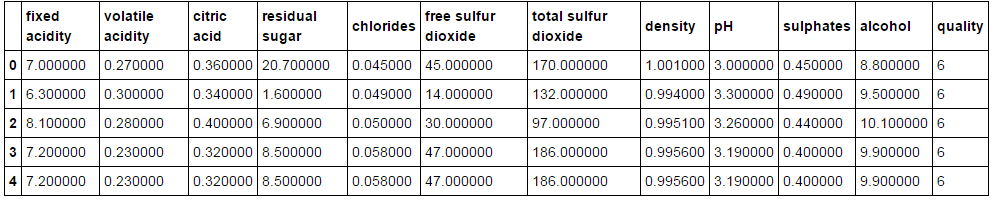 fixed acidity volatile acidity citric acid residual sugar chlorides free sulfur dioxide total sulfur dioxide density pH sulphates alcohol quality
0 7.000000 0.270000 0.360000 20.700000 0.045000 45.000000 170.000000 1.001000 3.000000 0.450000 8.800000 6
1 6.300000 0.300000 0.340000 1.600000 0.049000 14.000000 132.000000 0.994000 3.300000 0.490000 9.500000 6
2 8.100000 0.280000 0.400000 6.900000 0.050000 30.000000 97.000000 0.995100 3.260000 0.440000 10.100000 6
3 7.200000 0.230000 0.320000 8.500000 0.058000 47.000000 186.000000 0.995600 3.190000 0.400000 9.900000 6
4 7.200000 0.230000 0.320000 8.500000 0.058000 47.000000 186.000000 0.995600 3.190000 0.400000 9.900000 6